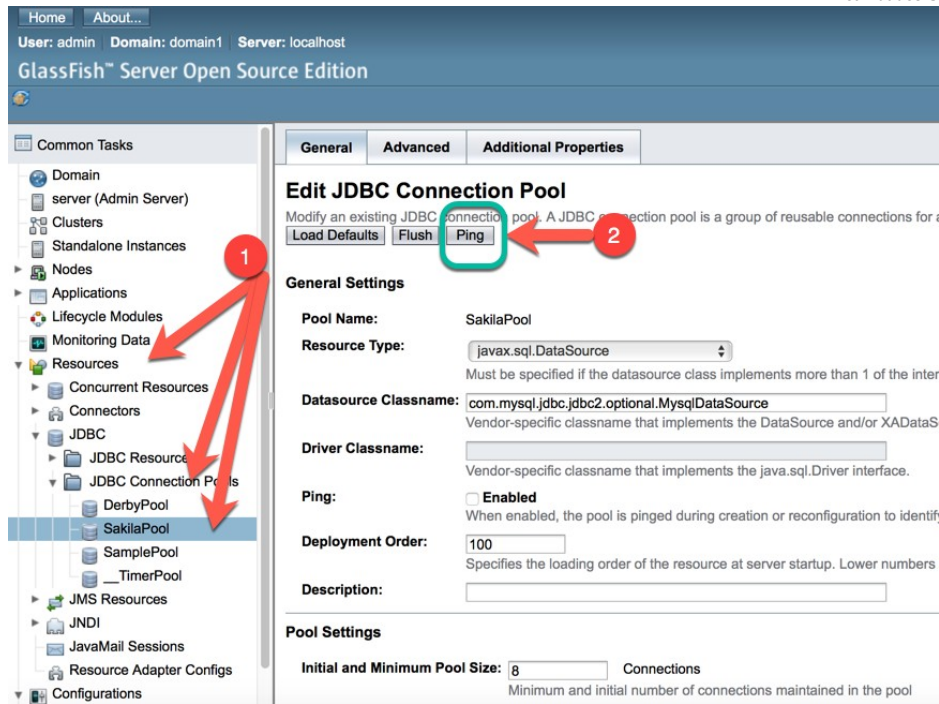 Home About...
User: admin Domain: domain1 Server: localhost
GlassFish™ Server Open Source Edition
Common Tasks
Domain
server (Admin Server)
Clusters
Standalone Instances
Nodes
Applications
Lifecycle Modules
Monitoring Data
Resources
Concurrent Resources
Connectors
JDBC
JDBC Resources
JDBC Connection Pools
DerbyPool
SakilaPool
SamplePool
__TimerPool
JMS Resources
JNDI
JavaMail Sessions
Resource Adapter Configs
Configurations
1
General Advanced Additional Properties
Edit JDBC Connection Pool
Modify an existing JDBC connection pool. A JDBC connection pool is a group of reusable connections for a
Load Defaults Flush Ping
2
General Settings
Pool Name: SakilaPool
Resource Type: javax.sql.DataSource
Must be specified if the datasource class implements more than 1 of the inter
Datasource Classname: com.mysql.jdbc.jdbc2.optional.MysqlDataSource
Vendor-specific classname that implements the DataSource and/or XADataS
Driver Classname:
Vendor-specific classname that implements the java.sql.Driver interface.
Ping: Enabled
When enabled, the pool is pinged during creation or reconfiguration to identify
Deployment Order: 100
Specifies the loading order of the resource at server startup. Lower numbers
Description:
Pool Settings
Initial and Minimum Pool Size: 8 Connections
Minimum and initial number of connections maintained in the pool